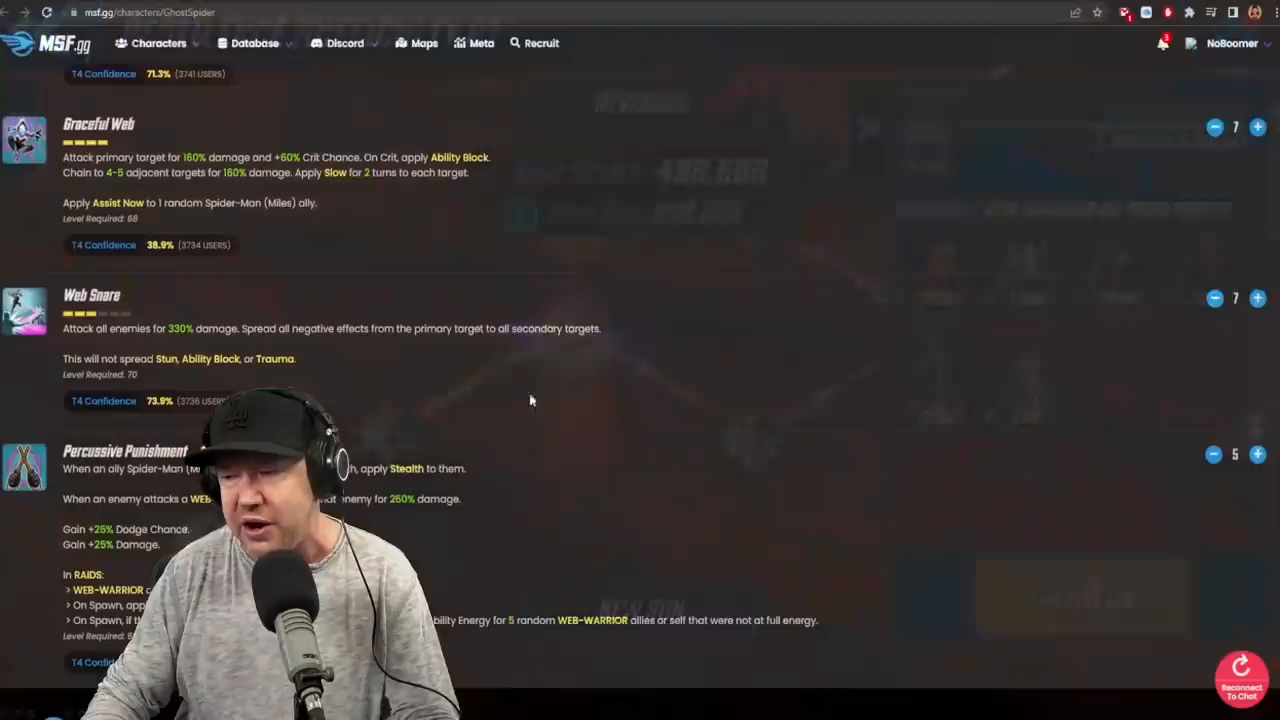 msf.gg/characters/GhostSpider
MSF.gg Characters Database Discord Maps Meta Recruit
3 NoBoomer
T4 Confidence 71.3% (3741 USERS)
Graceful Web
7
Attack primary target for 160% damage and +60% Crit Chance. On Crit, apply Ability Block.
Chain to 4-5 adjacent targets for 160% damage. Apply Slow for 2 turns to each target.
Apply Assist Now to 1 random Spider-Man (Miles) ally.
Level Required: 68
T4 Confidence 38.9% (3734 USERS)
Web Snare
7
Attack all enemies for 330% damage. Spread all negative effects from the primary target to all secondary targets.
This will not spread Stun, Ability Block, or Trauma.
Level Required: 70
T4 Confidence 73.9% (3736
Percussive Punishment
5
When an ally Spider-Man apply Stealth to them.
When an enemy attacks a WEB enemy for 250% damage.
Gain +25% Dodge Chance.
Gain +25% Damage.
In RAIDS:
> WEB-WARRIOR
> On Spawn,
> On Spawn, if Energy for 5 random WEB-WARRIOR allies or self that were not at full energy.
Level Required:
T4
Reconnect
To Chat